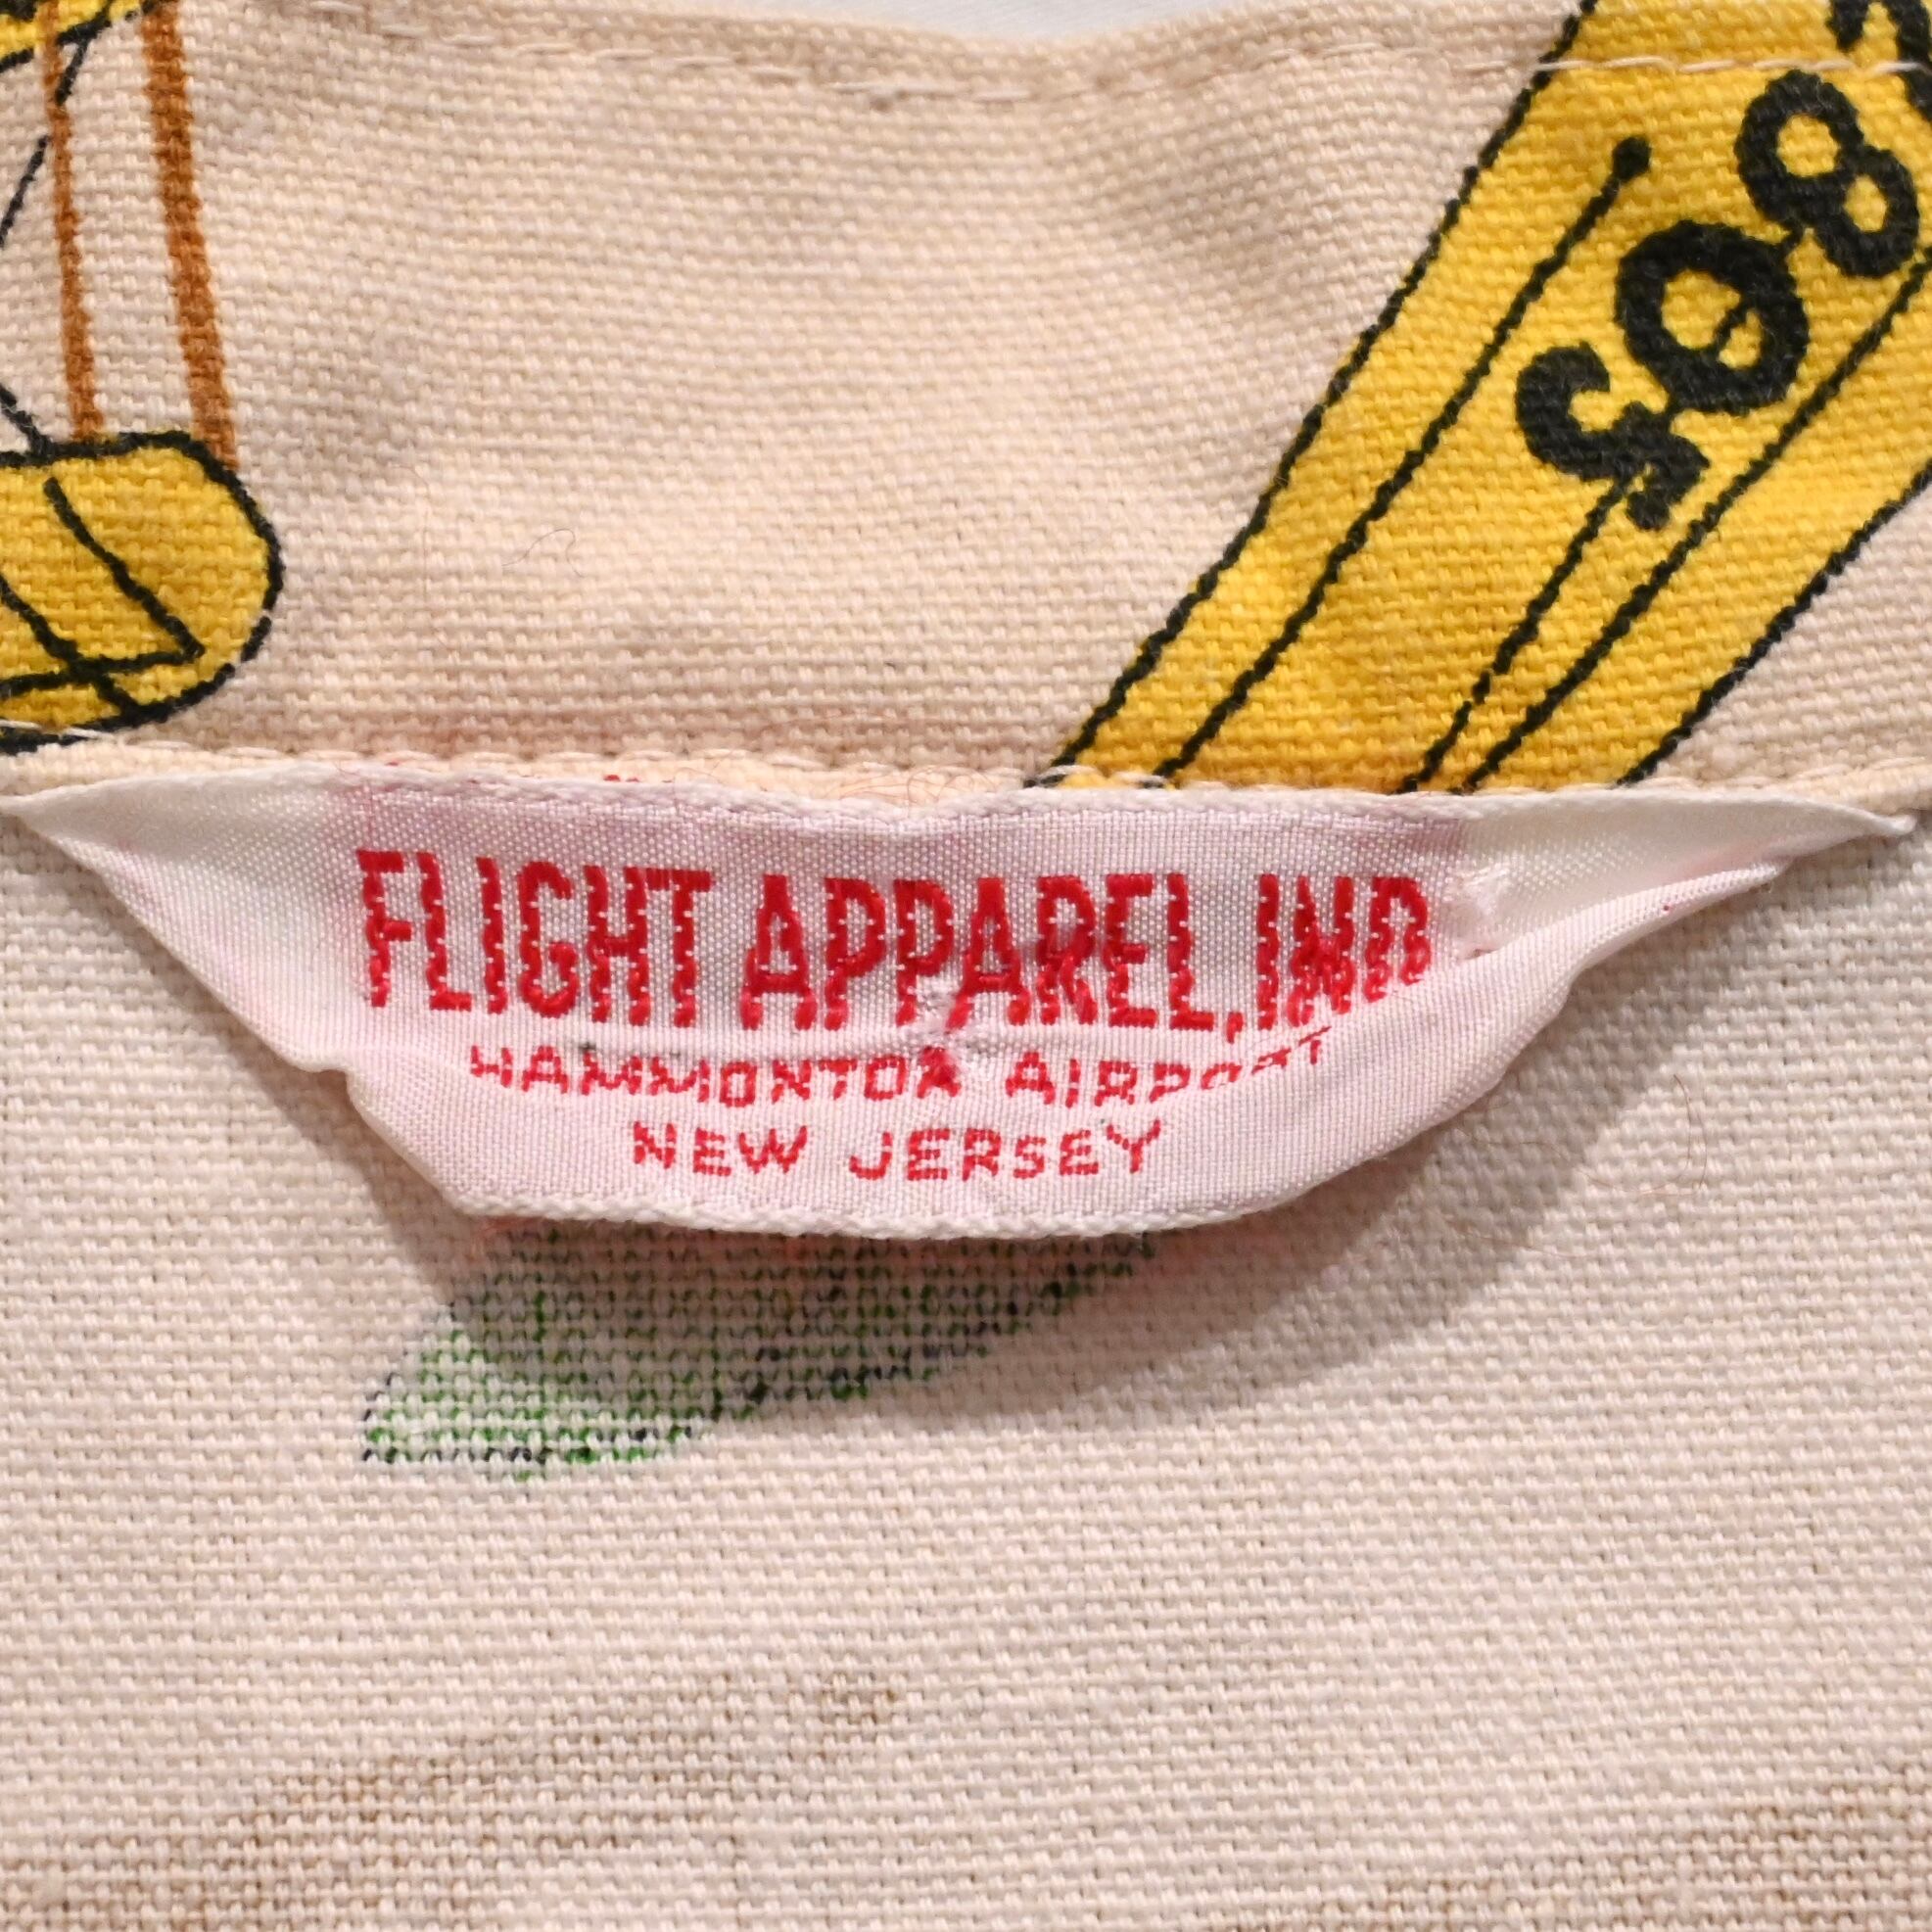 FLIGHT APPAREL, IND
HAMMONTON AIRPORT
NEW JERSEY